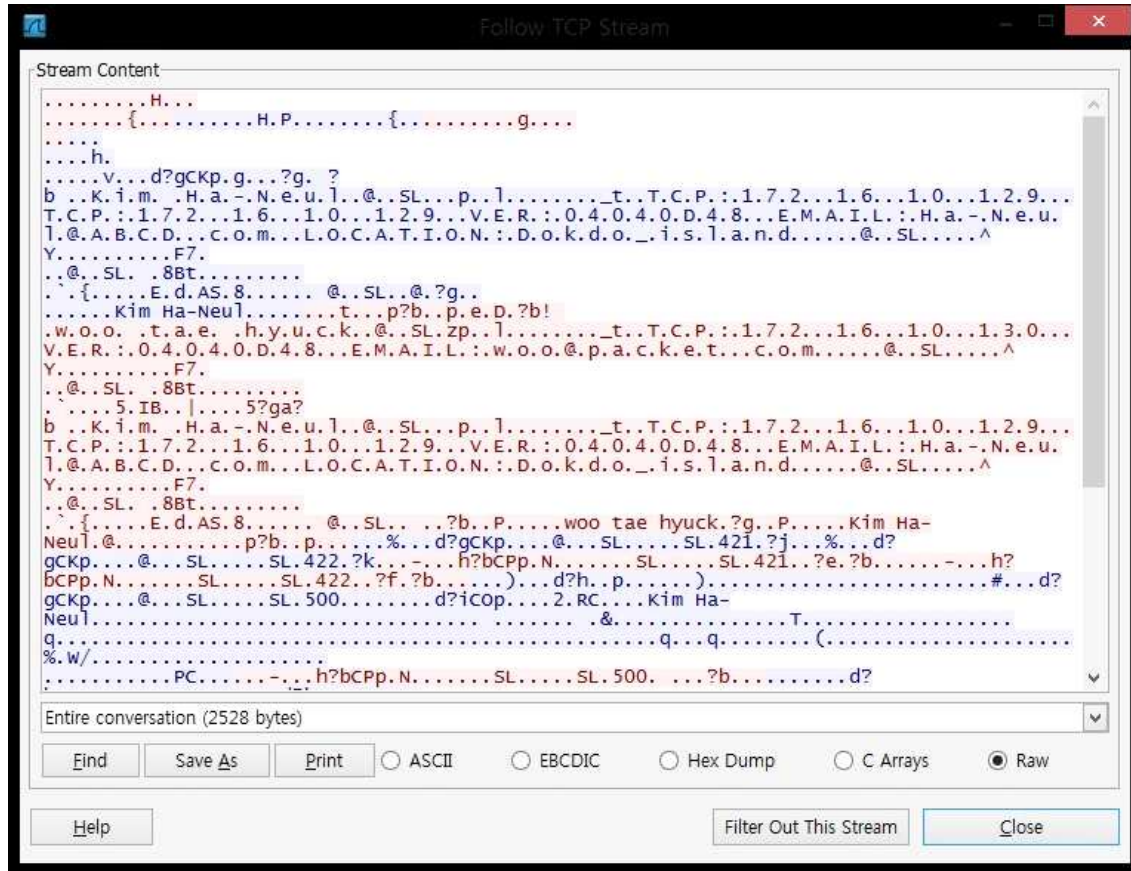 Follow TCP Stream
Stream Content
.........H...
.......{..........H.P........{..........g....
.....
....h.
.....v...d?gCKp.g...?g. ?
b ..K.i.m. .H.a.-.N.e.u.l..@..SL...p..l........._t..T.C.P.:.1.7.2...1.6...1.0...1.2.9...
T.C.P.:.1.7.2...1.6...1.0...1.2.9...V.E.R.:.0.4.0.4.0.D.4.8...E.M.A.I.L.:.H.a.-.N.e.u.
l.@.A.B.C.D...c.o.m...L.O.C.A.T.I.O.N.:.D.o.k.d.o._.i.s.l.a.n.d......@..SL.....^
Y..........F7.
..@..SL. .8Bt.........
.`.{.....E.d.AS.8...... @..SL..@.?g..
......Kim Ha-Neul........t...p?b..p.e.D.?b!
.w.o.o. .t.a.e. .h.y.u.c.k..@..SL.zp..l........._t..T.C.P.:.1.7.2...1.6...1.0...1.3.0...
V.E.R.:.0.4.0.4.0.D.4.8...E.M.A.I.L.:.w.o.o.@.p.a.c.k.e.t...c.o.m......@..SL.....^
Y..........F7.
..@..SL. .8Bt.........
.`....5.IB..|....5?ga?
b ..K.i.m. .H.a.-.N.e.u.l..@..SL...p..l........._t..T.C.P.:.1.7.2...1.6...1.0...1.2.9...
T.C.P.:.1.7.2...1.6...1.0...1.2.9...V.E.R.:.0.4.0.4.0.D.4.8...E.M.A.I.L.:.H.a.-.N.e.u.
l.@.A.B.C.D...c.o.m...L.O.C.A.T.I.O.N.:.D.o.k.d.o._.i.s.l.a.n.d......@..SL.....^
Y..........F7.
..@..SL. .8Bt.........
.`.{.....E.d.AS.8...... @..SL.. ..?b..P.....woo tae hyuck.?g..P.....Kim Ha-
Neul.@...........p?b..p......%...d?gCKp....@...SL.....SL.421.?j...%...d?
gCKp....@...SL.....SL.422.?k...-...h?bCPp.N.......SL.....SL.421..?e.?b......-...h?
bCPp.N.......SL.....SL.422..?f.?b......)...d?h..p......)..........................#...d?
gCKp....@...SL.....SL.500........d?iCOp....2.RC....Kim Ha-
Neul................................. ....... .&................T...................
q....................................................q...q.........(.......................
%.W/.....................
...........PC......-...h?bCPp.N.......SL.....SL.500. ...?b.........d?
Entire conversation (2528 bytes)
Find Save As Print ASCII EBCDIC Hex Dump C Arrays Raw
Help Filter Out This Stream Close